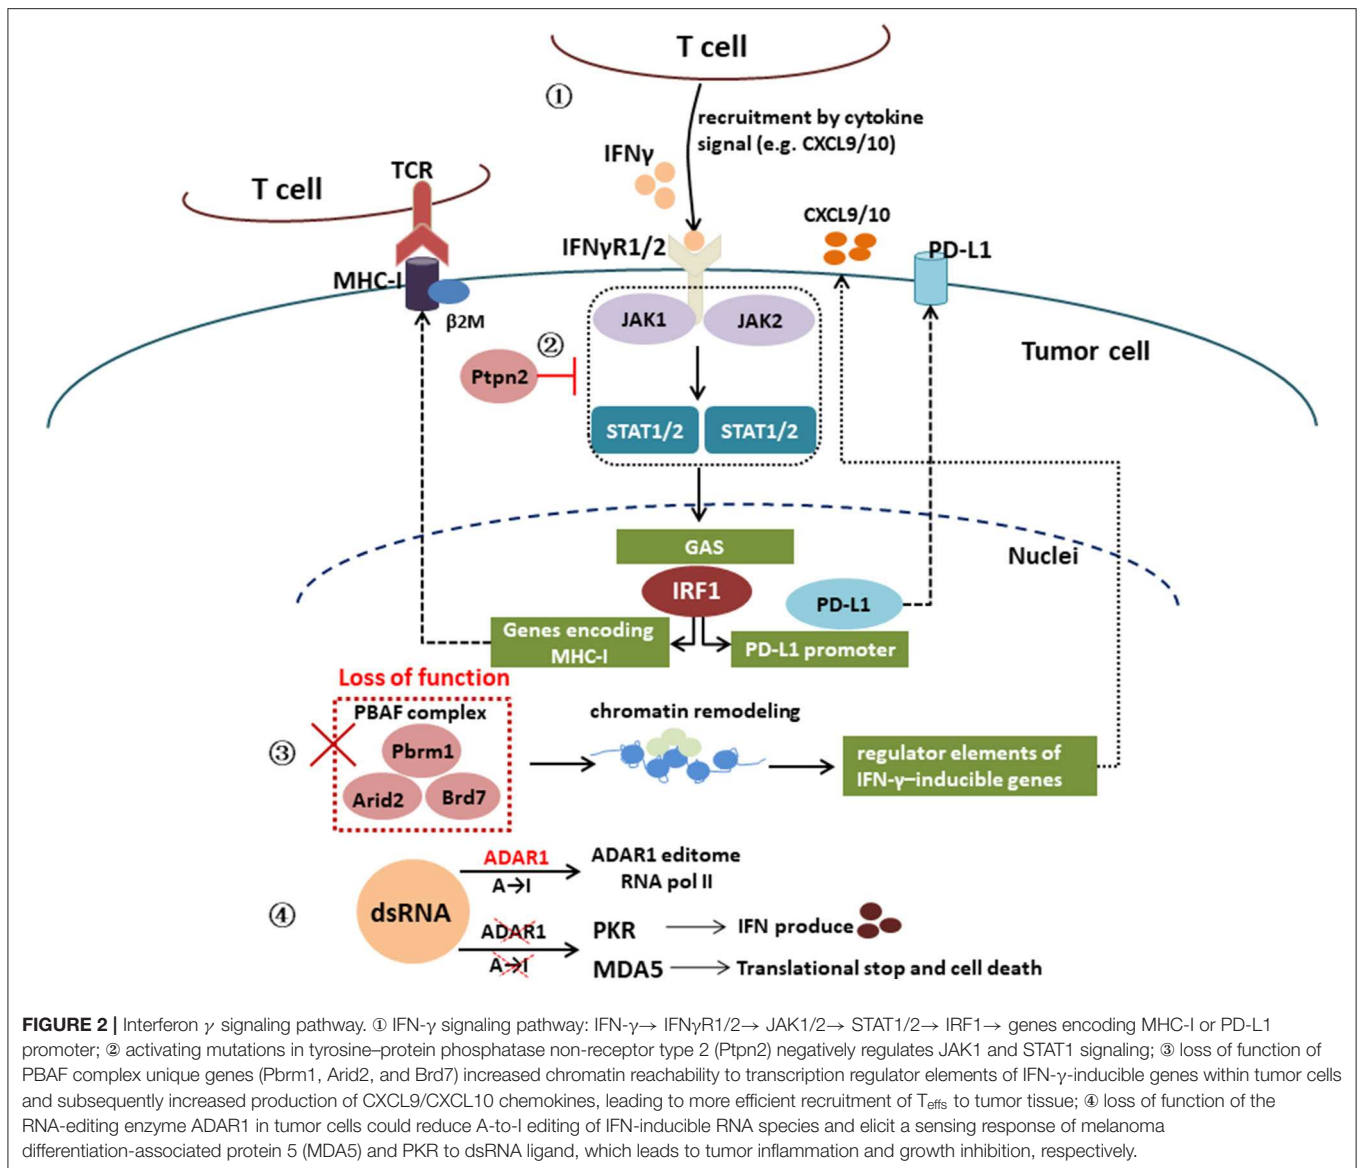 T cell
①
recruitment by cytokine
signal (e.g. CXCL9/10)
IFNγ
TCR
T cell
CXCL9/10
IFNγR1/2
PD-L1
MHC-I
β2M
JAK1
JAK2
②
Tumor cell
Ptpn2
STAT1/2
STAT1/2
GAS
Nuclei
IRF1
PD-L1
Genes encoding
MHC-I
PD-L1 promoter
Loss of function
PBAF complex
chromatin remodeling
③
Pbrm1
Arid2
Brd7
regulator elements of
IFN-γ–inducible genes
④
dsRNA
ADAR1
A→I
ADAR1 editome
RNA pol II
ADAR1
A→I
PKR
IFN produce
MDA5
Translational stop and cell death
FIGURE 2 | Interferon γ signaling pathway. ① IFN-γ signaling pathway: IFN-γ→ IFNγR1/2→ JAK1/2→ STAT1/2→ IRF1→ genes encoding MHC-I or PD-L1
promoter; ② activating mutations in tyrosine–protein phosphatase non-receptor type 2 (Ptpn2) negatively regulates JAK1 and STAT1 signaling; ③ loss of function of
PBAF complex unique genes (Pbrm1, Arid2, and Brd7) increased chromatin reachability to transcription regulator elements of IFN-γ-inducible genes within tumor cells
and subsequently increased production of CXCL9/CXCL10 chemokines, leading to more efficient recruitment of Teffs to tumor tissue; ④ loss of function of the
RNA-editing enzyme ADAR1 in tumor cells could reduce A-to-I editing of IFN-inducible RNA species and elicit a sensing response of melanoma
differentiation-associated protein 5 (MDA5) and PKR to dsRNA ligand, which leads to tumor inflammation and growth inhibition, respectively.